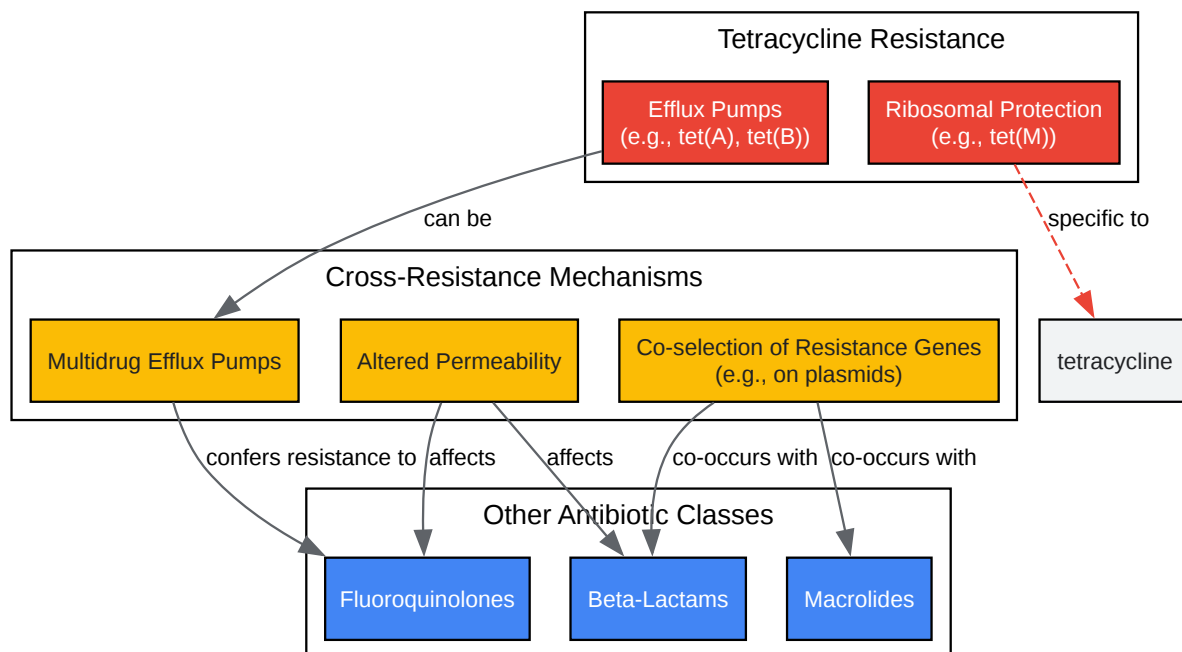 Tetracycline Resistance
Efflux Pumps
(e.g., tet(A), tet(B))
Ribosomal Protection
(e.g., tet(M))
can be
specific to
Cross-Resistance Mechanisms
Multidrug Efflux Pumps
Altered Permeability
Co-selection of Resistance Genes
(e.g., on plasmids)
tetracycline
confers resistance to
affects
affects
co-occurs with
co-occurs with
Other Antibiotic Classes
Fluoroquinolones
Beta-Lactams
Macrolides